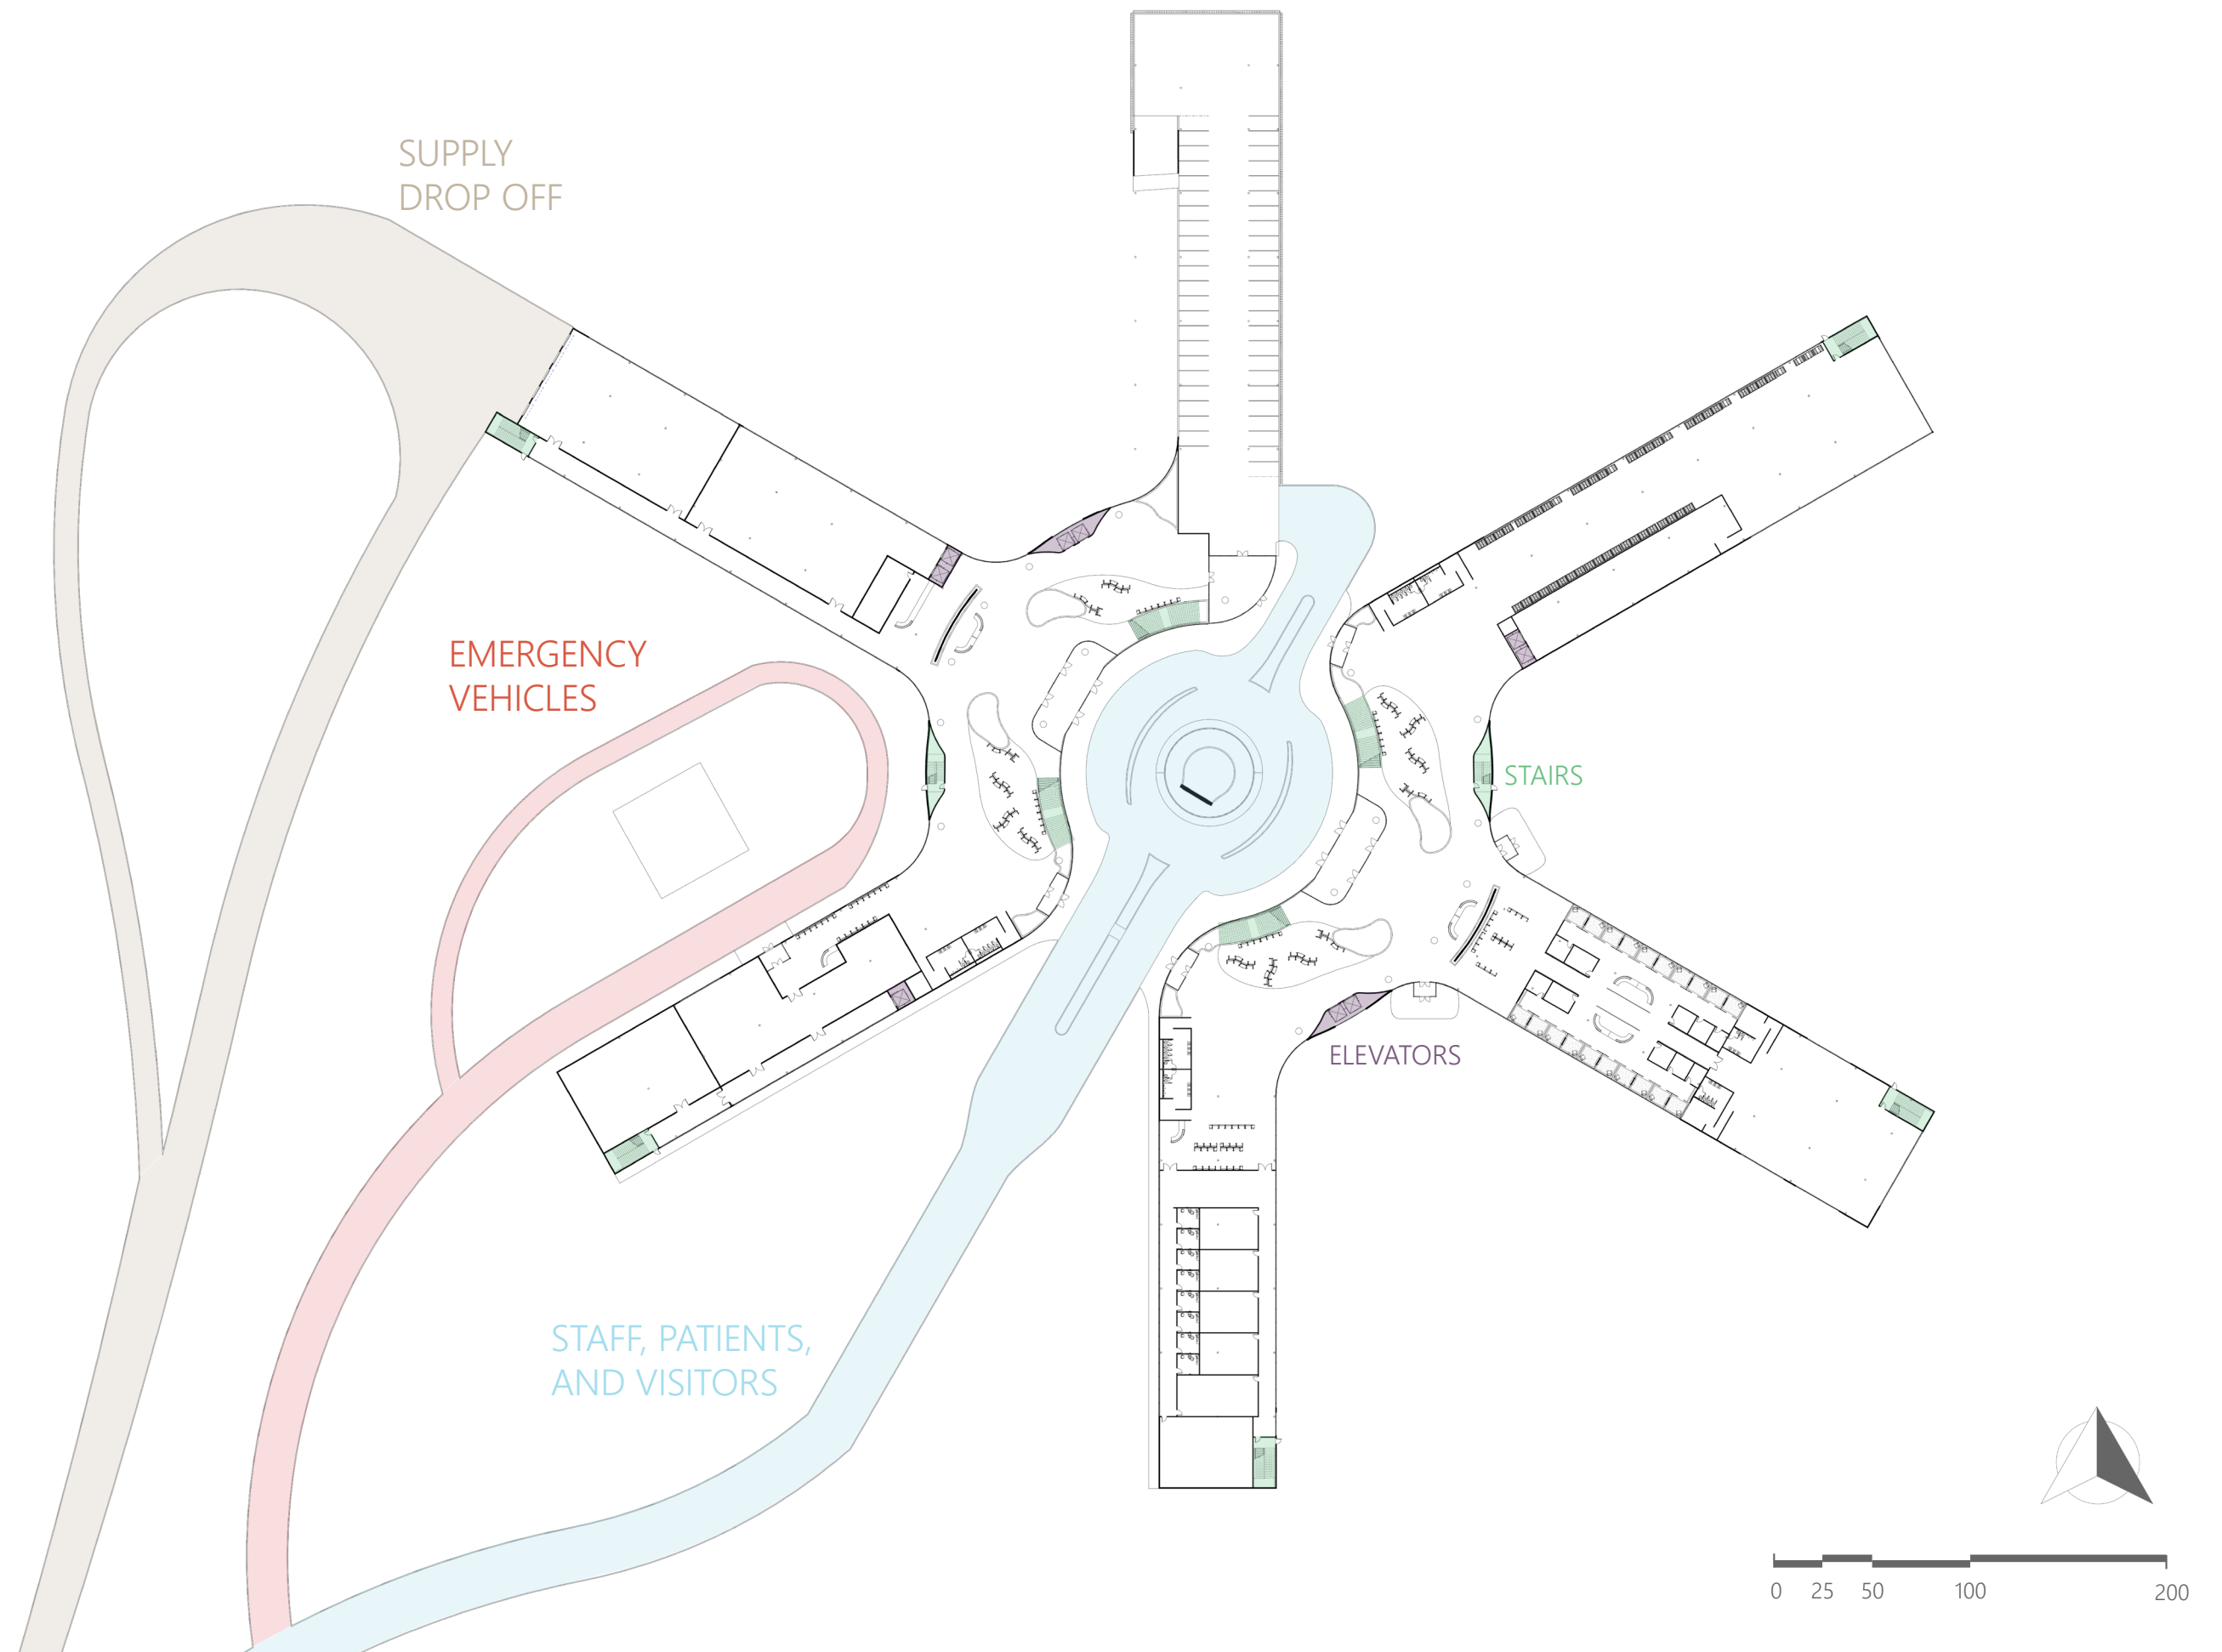 SUPPLY
DROP OFF
EMERGENCY
VEHICLES
STAIRS
ELEVATORS
STAFF, PATIENTS,
AND VISITORS
0 25 50 100 200